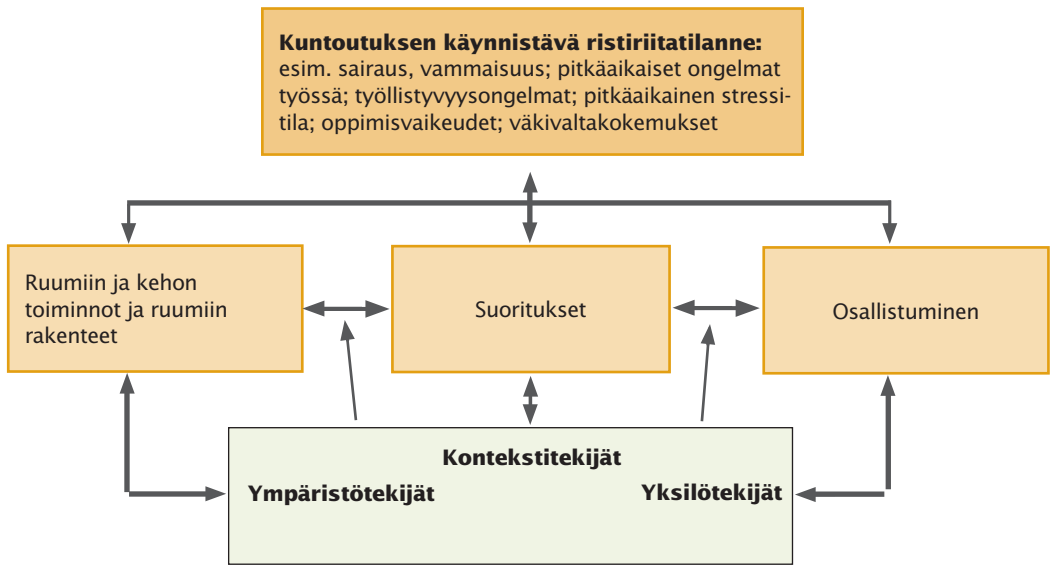 Kuntoutuksen käynnistävä ristiriitatilanne:
esim. sairaus, vammaisuus; pitkäaikaiset ongelmat
työssä; työllistyvyysongelmat; pitkäaikainen stressi-
tila; oppimisvaikeudet; väkivaltakokemukset
Ruumiin ja kehon
toiminnot ja ruumiin
rakenteet
Suoritukset
Osallistuminen
Kontekstitekijät
Ympäristötekijät
Yksilötekijät